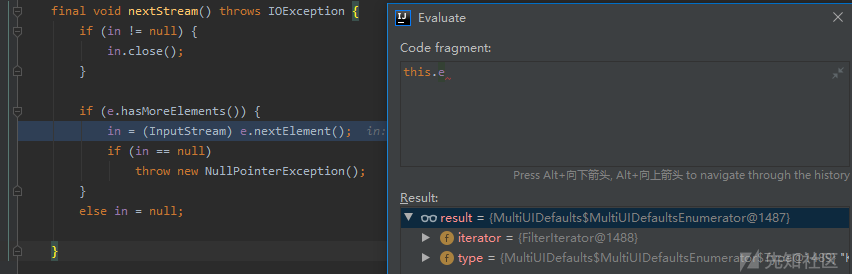 final void nextStream() throws IOException {
if (in != null) {
in.close();
}
if (e.hasMoreElements()) {
in = (InputStream) e.nextElement(); in:
if (in == null)
throw new NullPointerException();
}
else in = null;
}
Evaluate
Code fragment:
this.e
Press Alt+向下箭头, Alt+向上箭头 to navigate through the history
Result:
result = {MultiUIDefaults$MultiUIDefaultsEnumerator@1487}
iterator = {FilterIterator@1488}
type = {MultiUIDefaults$MultiUIDefaultsEnumerator$Type@1489} "K
先知社区